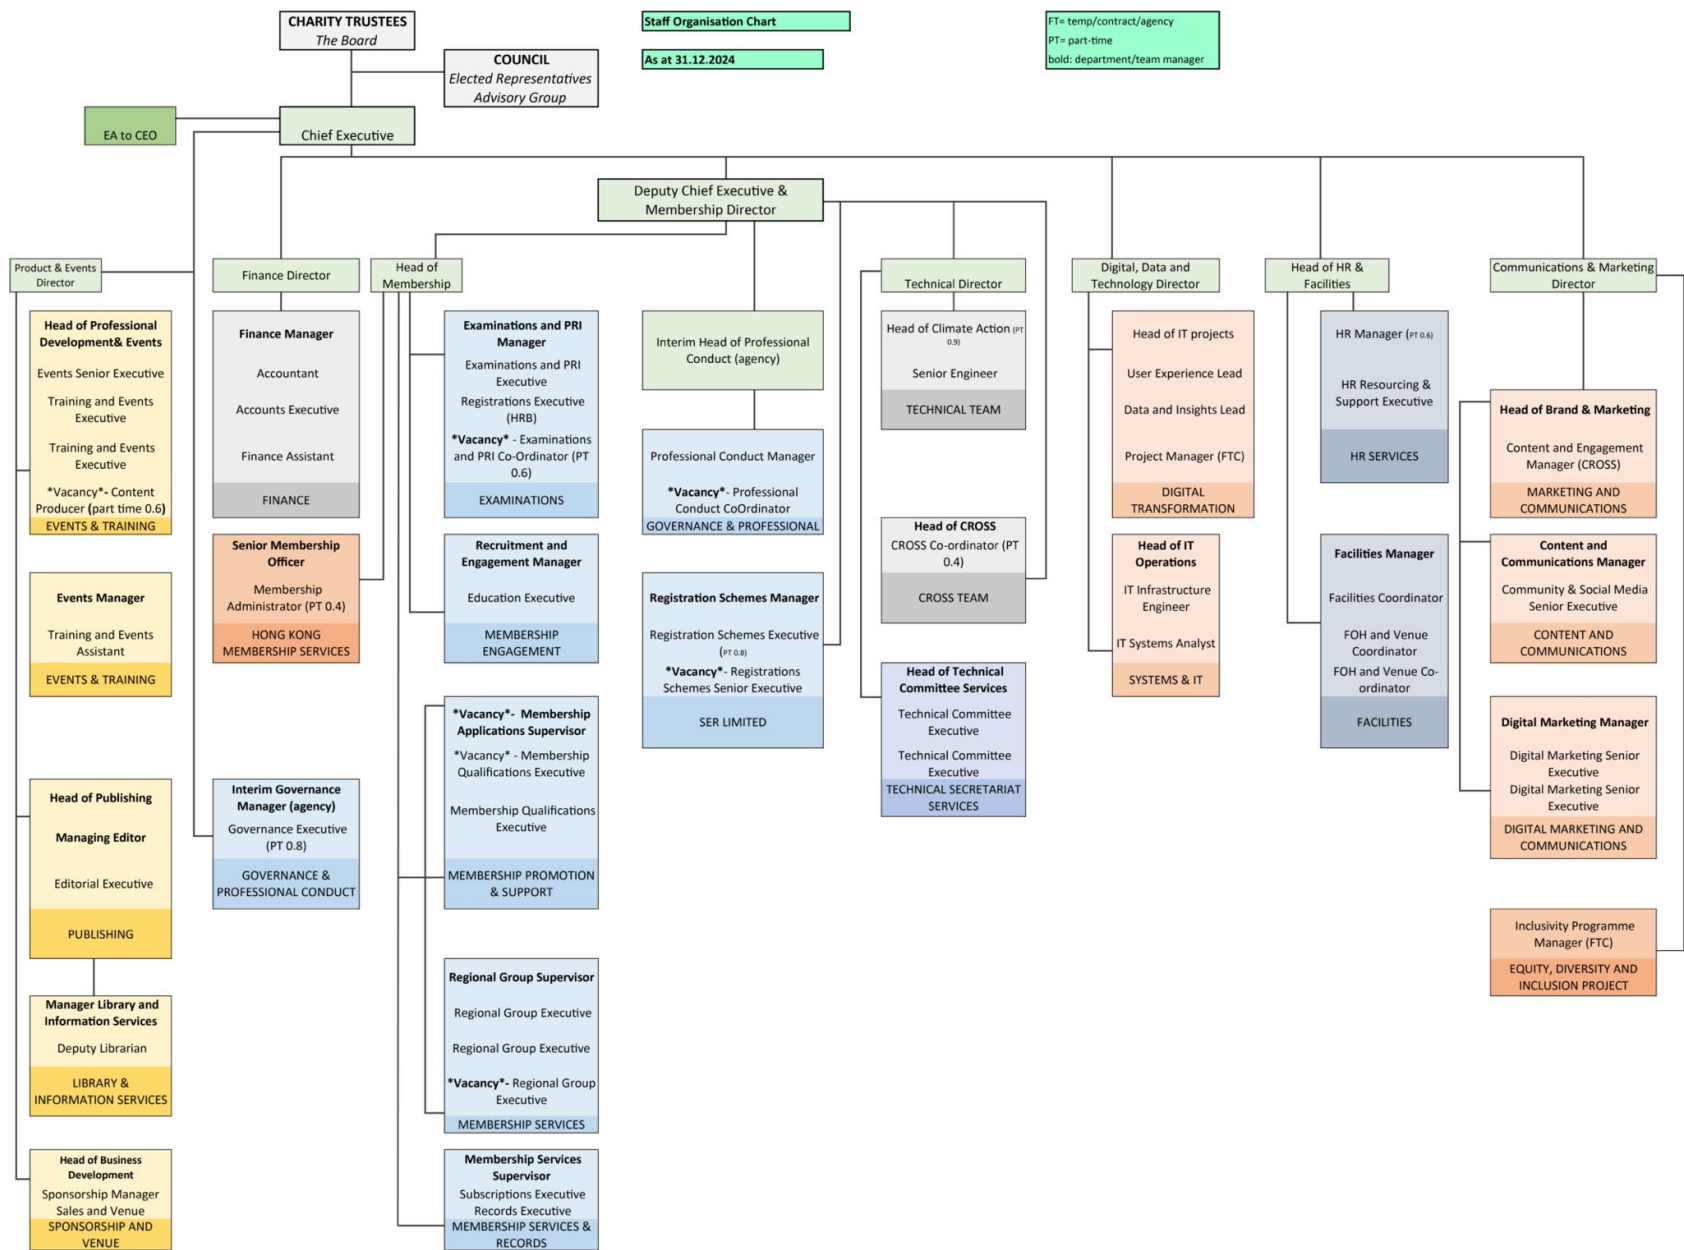 CHARITY TRUSTEES
The Board
Staff Organisation Chart
FT= temp/contract/agency
PT= part-time
bold: department/team manager
As at 31.12.2024
COUNCIL
Elected Representatives
Advisory Group
EA to CEO
Chief Executive
Deputy Chief Executive &
Membership Director
Product & Events
Director
Finance Director
Head of
Membership
Technical Director
Digital, Data and
Technology Director
Head of HR &
Facilities
Communications & Marketing
Director
Head of Professional
Development& Events
Events Senior Executive
Training and Events
Executive
Training and Events
Executive
*Vacancy*- Content
Producer (part time 0.6)
EVENTS & TRAINING
Events Manager
Training and Events
Assistant
EVENTS & TRAINING
Head of Publishing
Managing Editor
Editorial Executive
PUBLISHING
Manager Library and
Information Services
Deputy Librarian
LIBRARY &
INFORMATION SERVICES
Head of Business
Development
Sponsorship Manager
Sales and Venue
SPONSORSHIP AND
VENUE
Finance Manager
Accountant
Accounts Executive
Finance Assistant
FINANCE
Senior Membership
Officer
Membership
Administrator (PT 0.4)
HONG KONG
MEMBERSHIP SERVICES
Interim Governance
Manager (agency)
Governance Executive
(PT 0.8)
GOVERNANCE &
PROFESSIONAL CONDUCT
Examinations and PRI
Manager
Examinations and PRI
Executive
Registrations Executive
(HRB)
*Vacancy* - Examinations
and PRI Co-Ordinator (PT
0.6)
EXAMINATIONS
Recruitment and
Engagement Manager
Education Executive
MEMBERSHIP
ENGAGEMENT
*Vacancy*- Membership
Applications Supervisor
*Vacancy* - Membership
Qualifications Executive
Membership Qualifications
Executive
MEMBERSHIP PROMOTION
& SUPPORT
Regional Group Supervisor
Regional Group Executive
Regional Group Executive
*Vacancy*- Regional Group
Executive
MEMBERSHIP SERVICES
Membership Services
Supervisor
Subscriptions Executive
Records Executive
MEMBERSHIP SERVICES &
RECORDS
Interim Head of Professional
Conduct (agency)
Professional Conduct Manager
*Vacancy*- Professional
Conduct CoOrdinator
GOVERNANCE & PROFESSIONAL
Registration Schemes Manager
Registration Schemes Executive
(PT 0.8)
*Vacancy*- Registrations
Schemes Senior Executive
SER LIMITED
Head of Climate Action (PT
0.9)
Senior Engineer
TECHNICAL TEAM
Head of CROSS
CROSS Co-ordinator (PT
0.4)
CROSS TEAM
Head of Technical
Committee Services
Technical Committee
Executive
Technical Committee
Executive
TECHNICAL SECRETARIAT
SERVICES
Head of IT projects
User Experience Lead
Data and Insights Lead
Project Manager (FTC)
DIGITAL
TRANSFORMATION
Head of IT
Operations
IT Infrastructure
Engineer
IT Systems Analyst
SYSTEMS & IT
HR Manager (PT 0.6)
HR Resourcing &
Support Executive
HR SERVICES
Facilities Manager
Facilities Coordinator
FOH and Venue
Coordinator
FOH and Venue Co-
ordinator
FACILITIES
Head of Brand & Marketing
Content and Engagement
Manager (CROSS)
MARKETING AND
COMMUNICATIONS
Content and
Communications Manager
Community & Social Media
Senior Executive
CONTENT AND
COMMUNICATIONS
Digital Marketing Manager
Digital Marketing Senior
Executive
Digital Marketing Senior
Executive
DIGITAL MARKETING AND
COMMUNICATIONS
Inclusivity Programme
Manager (FTC)
EQUITY, DIVERSITY AND
INCLUSION PROJECT